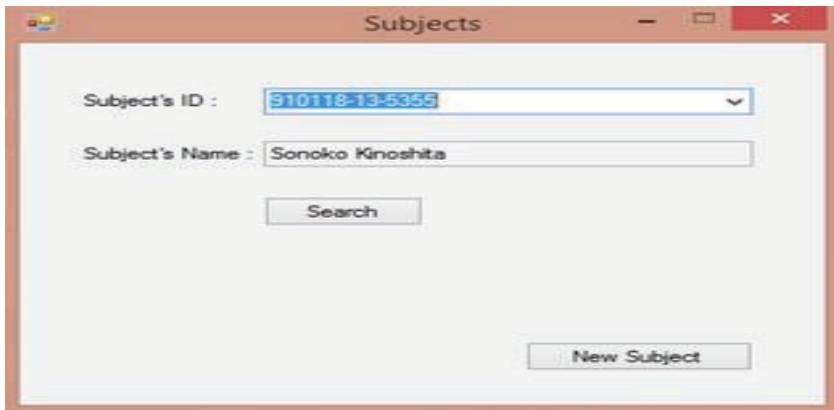 Subjects
Subject's ID : 910118-13-5355
Subject's Name : Sonoko Kinoshita
Search
New Subject